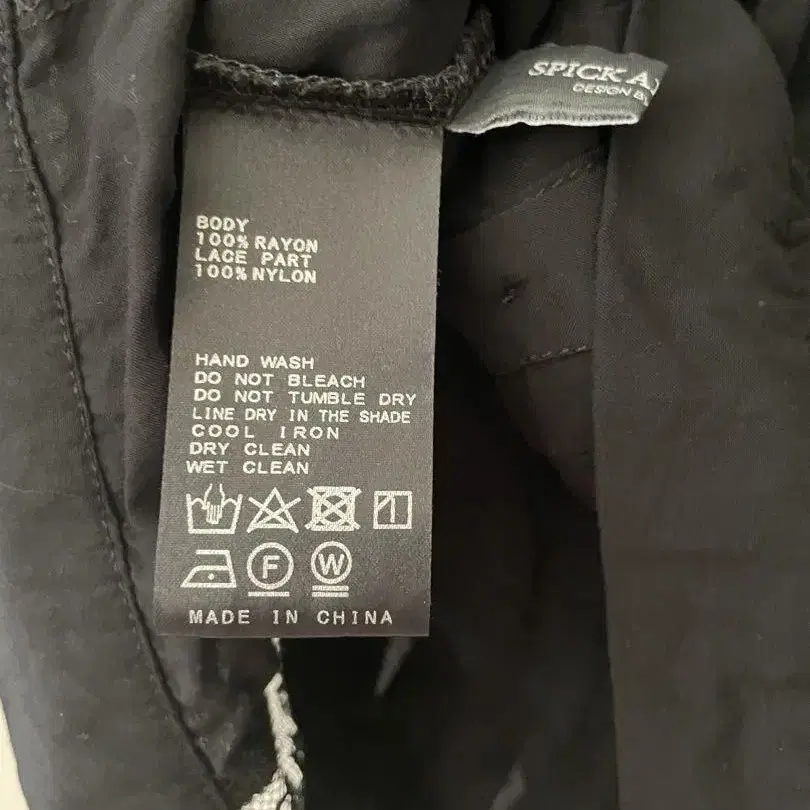 SPICK
DESIGN
BODY
100% RAYON
LACE PART
100% NYLON
HAND WASH
DO NOT BLEACH
DO NOT TUMBLE DRY
LINE DRY IN THE SHADE
COOL IRON
DRY CLEAN
WET CLEAN
F W
MADE IN CHINA